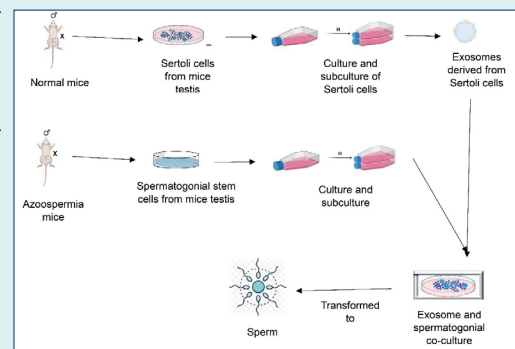 ♂
X
Normal mice
Sertoli cells
from mice
testis
Culture and
subculture of
Sertoli cells
Exosomes
derived from
Sertoli cells
♂
X
Azoospermia
mice
Spermatogonial stem
cells from mice testis
Culture and
subculture
Sperm
Transformed
to
Exosome and
spermatogonial
co-culture